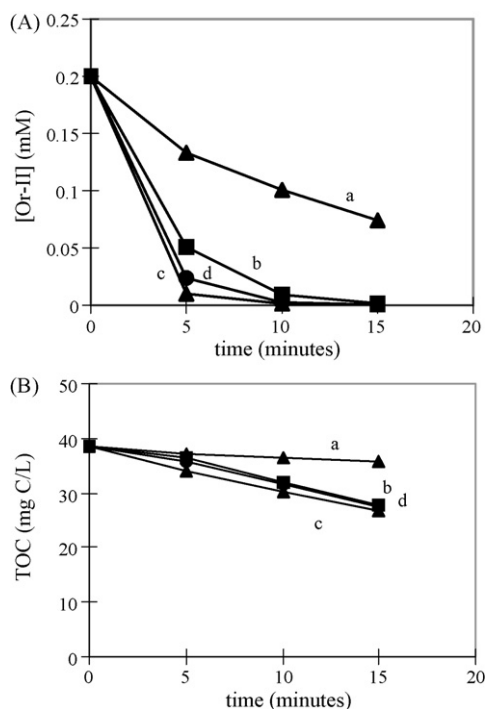 (A)
0.25
0.2
0.15
0.1
0.05
0
[Or-II] (mM)
a
b
c
d
0 5 10 15 20
time (minutes)
(B)
50
40
30
20
10
0
TOC (mg C/L)
a
b
d
c
0 5 10 15 20
time (minutes)